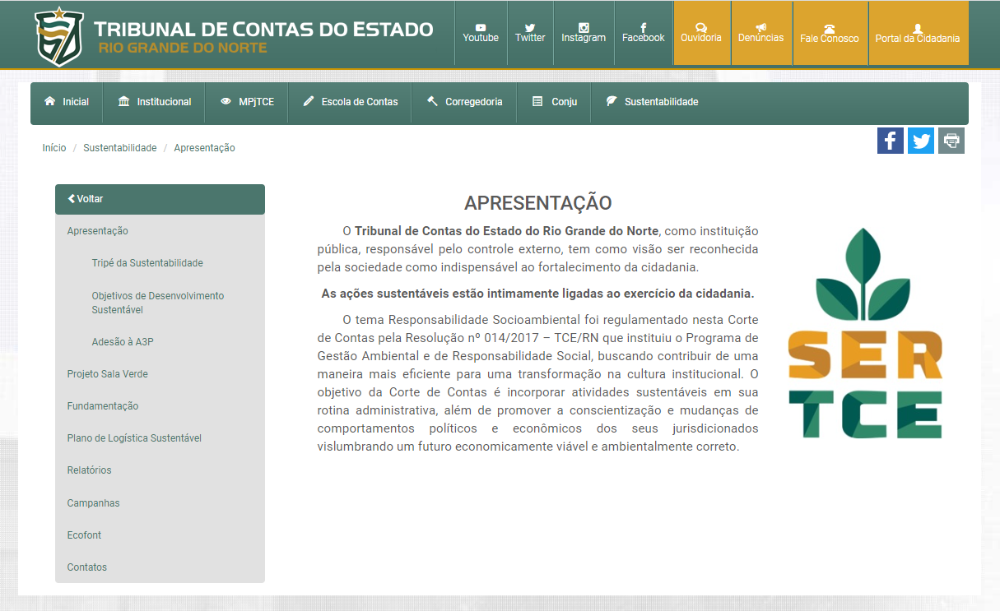 TRIBUNAL DE CONTAS DO ESTADO
RIO GRANDE DO NORTE
Youtube
Twitter
Instagram
Facebook
Ouvidoria
Denúncias
Fale Conosco
Portal da Cidadania
Inicial
Institucional
MPjTCE
Escola de Contas
Corregedoria
Conju
Sustentabilidade
Início / Sustentabilidade / Apresentação
Voltar
Apresentação
Tripé da Sustentabilidade
Objetivos de Desenvolvimento
Sustentável
Adesão à A3P
Projeto Sala Verde
Fundamentação
Plano de Logística Sustentável
Relatórios
Campanhas
Ecofont
Contatos
APRESENTAÇÃO
O Tribunal de Contas do Estado do Rio Grande do Norte, como instituição
pública, responsável pelo controle externo, tem como visão ser reconhecida
pela sociedade como indispensável ao fortalecimento da cidadania.
As ações sustentáveis estão intimamente ligadas ao exercício da cidadania.
O tema Responsabilidade Socioambiental foi regulamentado nesta Corte
de Contas pela Resolução nº 014/2017 – TCE/RN que instituiu o Programa de
Gestão Ambiental e de Responsabilidade Social, buscando contribuir de uma
maneira mais eficiente para uma transformação na cultura institucional. O
objetivo da Corte de Contas é incorporar atividades sustentáveis em sua
rotina administrativa, além de promover a conscientização e mudanças de
comportamentos políticos e econômicos dos seus jurisdicionados
vislumbrando um futuro economicamente viável e ambientalmente correto.
SER
TCE